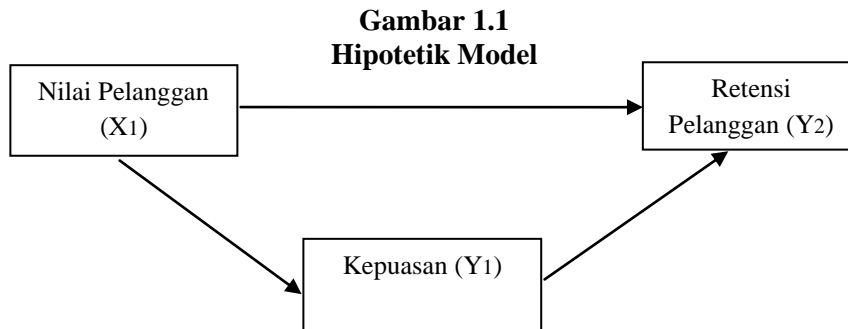 Gambar 1.1
Hipotetik Model
Nilai Pelanggan
(X1)
Retensi
Pelanggan (Y2)
Kepuasan (Y1)